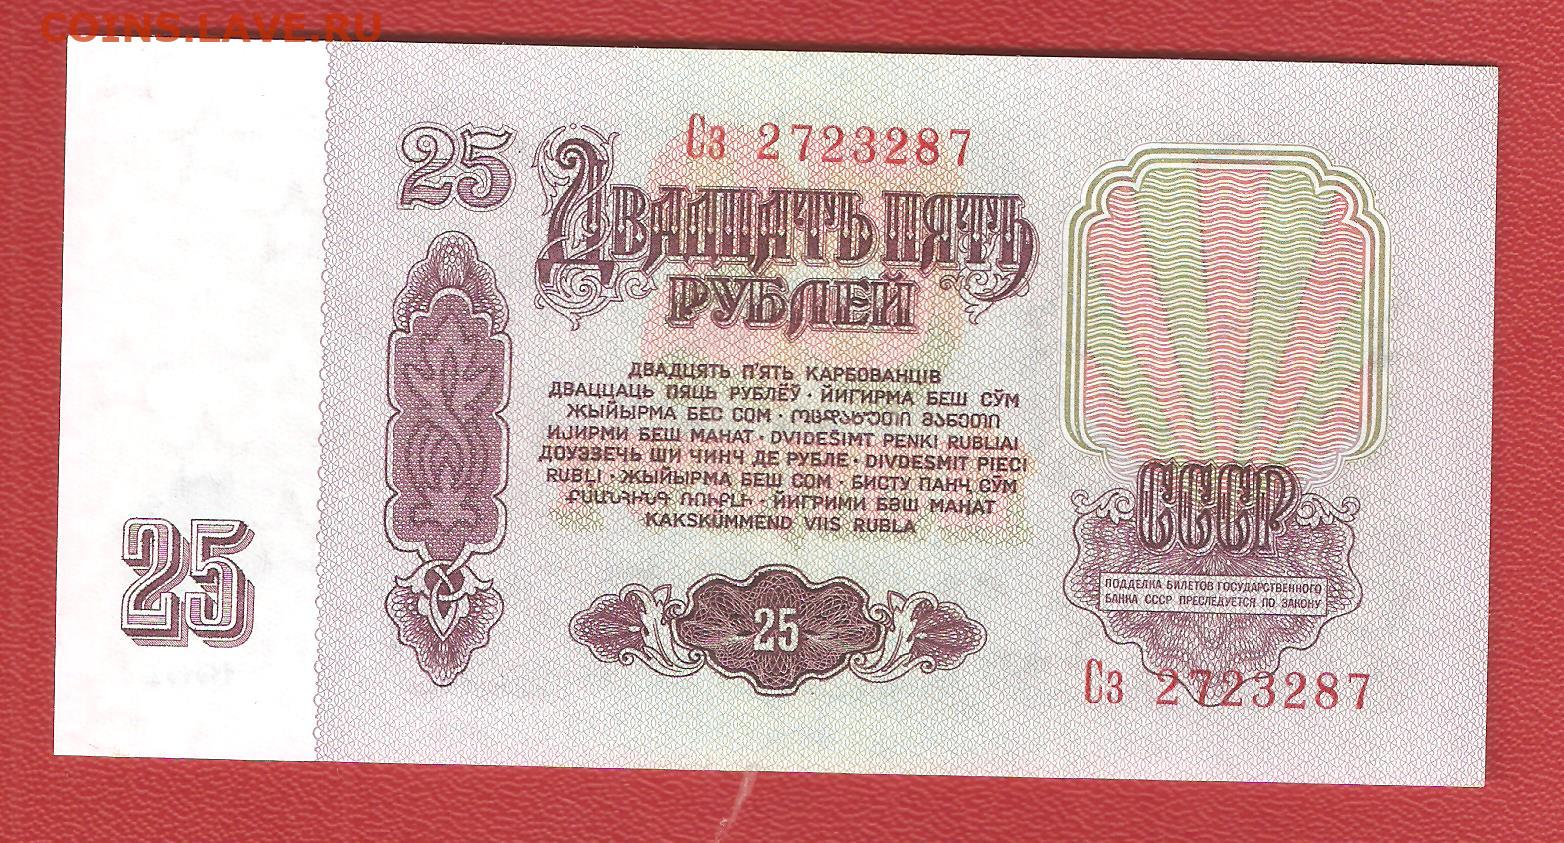 COINS.LAVE.RU
25
Сз 2723287
ДВАДЦАТЬ ПЯТЬ
РУБЛЕЙ
ДВАДЦЯТЬ П'ЯТЬ КАРБОВАНЦІВ
ДВАЦЦАЦЬ ПЯЦЬ РУБЛЁЎ · ЙИГИРМА БЕШ СЎМ
ЖЫЙЫРМА БЕС СОМ · ოცდახუთი მანეთი
ИЈИРМИ БЕШ МАНАТ · DVIDEŠIMT PENKI RUBLIAI
ДОУЭЗЕЧЬ ШИ ЧИНЧ ДЕ РУБЛЕ · DIVDESMIT PIECI
RUBĻI · ЖЫЙЫРМА БЕШ СОМ · БИСТУ ПАНҶ СЎМ
ՔՍԱՆՀԻՆԳ ՌՈՒԲԼԻ · ЙИГРИМИ БӘШ МАНАТ
KAKSKÜMMEND VIIS RUBLA
25
25
СССР
ПОДДЕЛКА БИЛЕТОВ ГОСУДАРСТВЕННОГО
БАНКА СССР ПРЕСЛЕДУЕТСЯ ПО ЗАКОНУ
Сз 2723287